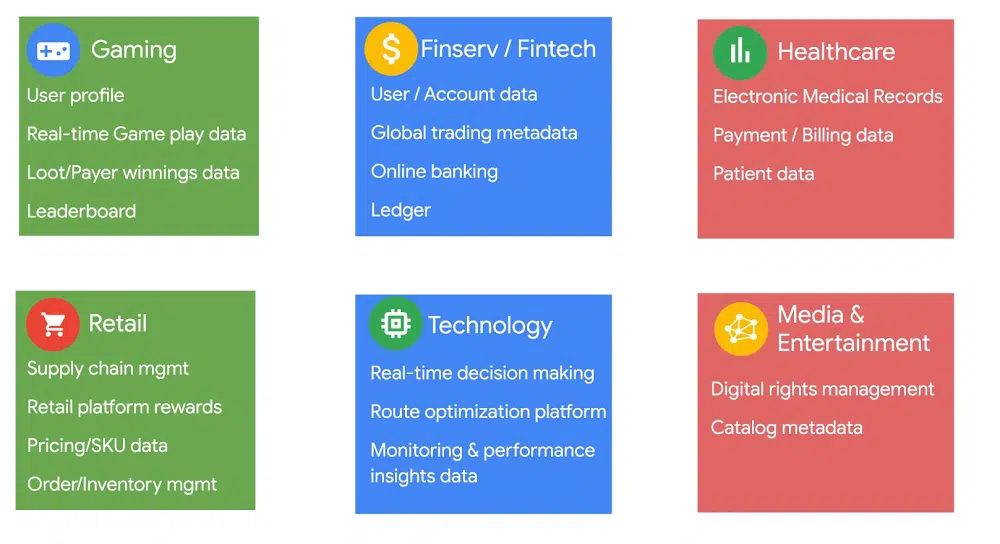 Gaming
User profile
Real-time Game play data
Loot/Payer winnings data
Leaderboard
$
Finserv / Fintech
User / Account data
Global trading metadata
Online banking
Ledger
Healthcare
Electronic Medical Records
Payment / Billing data
Patient data
Retail
Supply chain mgmt
Retail platform rewards
Pricing/SKU data
Order/Inventory mgmt
Technology
Real-time decision making
Route optimization platform
Monitoring & performance
insights data
Media &
Entertainment
Digital rights management
Catalog metadata